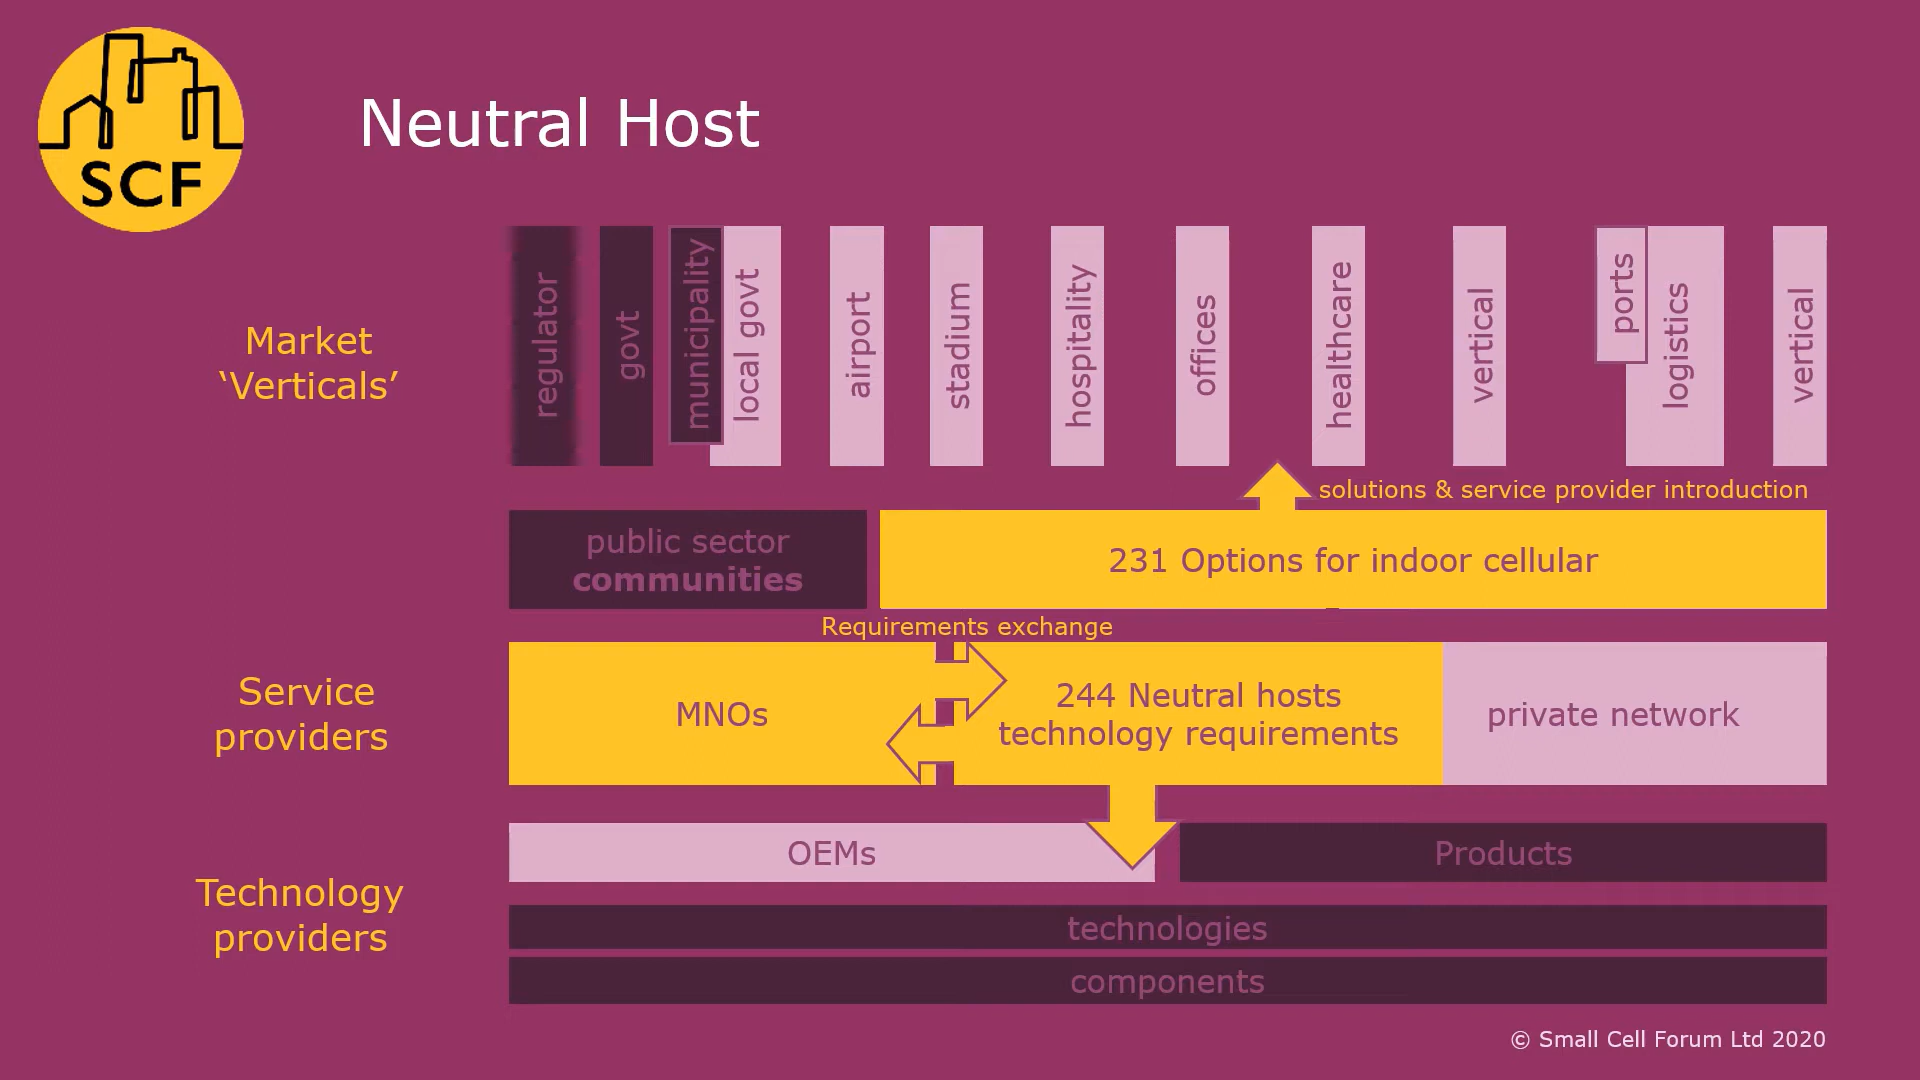 SCF
Neutral Host
Market
‘Verticals’
regulator
govt
municipality
local govt
airport
stadium
hospitality
offices
healthcare
vertical
ports
logistics
vertical
solutions & service provider introduction
public sector
communities
231 Options for indoor cellular
Requirements exchange
Service
providers
MNOs
244 Neutral hosts
technology requirements
private network
Technology
providers
OEMs
Products
technologies
components
© Small Cell Forum Ltd 2020